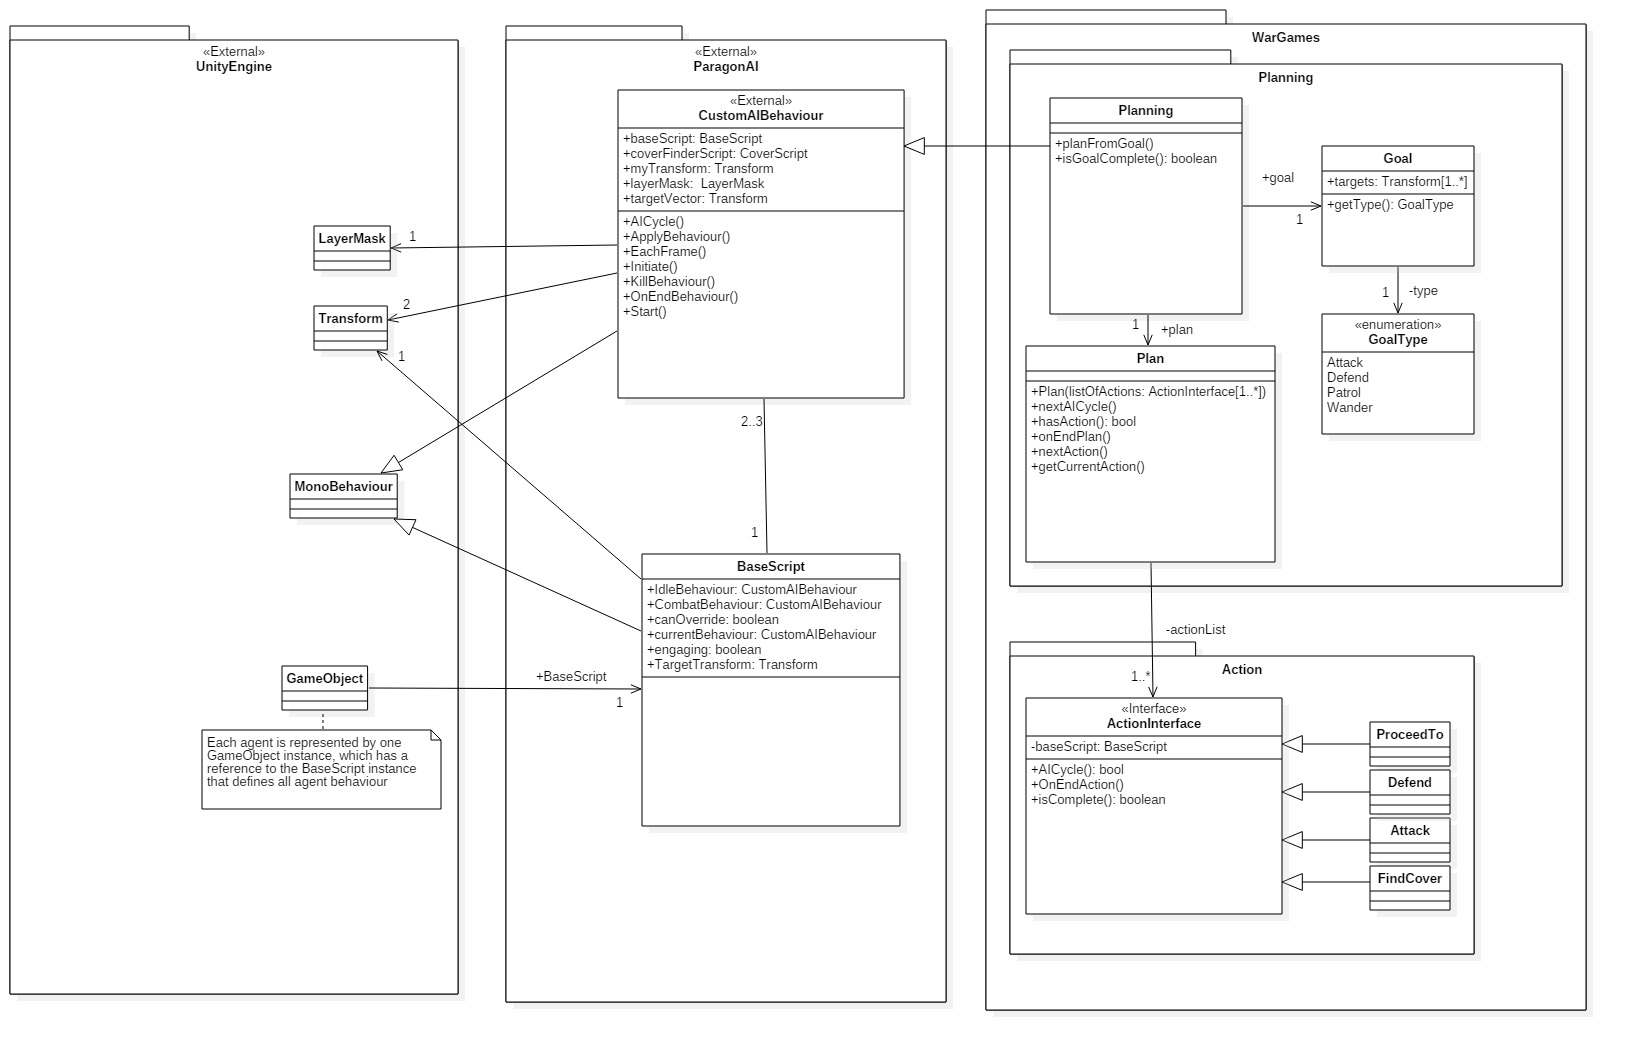 «External»
UnityEngine
LayerMask
1
Transform
2
1
MonoBehaviour
GameObject
+BaseScript
1
Each agent is represented by one
GameObject instance, which has a
reference to the BaseScript instance
that defines all agent behaviour
«External»
ParagonAI
«External»
CustomAIBehaviour
+baseScript: BaseScript
+coverFinderScript: CoverScript
+myTransform: Transform
+layerMask:  LayerMask
+targetVector: Transform
+AICycle()
+ApplyBehaviour()
+EachFrame()
+Initiate()
+KillBehaviour()
+OnEndBehaviour()
+Start()
2..3
1
BaseScript
+IdleBehaviour: CustomAIBehaviour
+CombatBehaviour: CustomAIBehaviour
+canOverride: boolean
+currentBehaviour: CustomAIBehaviour
+engaging: boolean
+TargetTransform: Transform
WarGames
Planning
Planning
+planFromGoal()
+isGoalComplete(): boolean
+goal
1
Goal
+targets: Transform[1..*]
+getType(): GoalType
1
-type
«enumeration»
GoalType
Attack
Defend
Patrol
Wander
1
+plan
Plan
+Plan(listOfActions: ActionInterface[1..*])
+nextAICycle()
+hasAction(): bool
+onEndPlan()
+nextAction()
+getCurrentAction()
-actionList
1..*
Action
«Interface»
ActionInterface
-baseScript: BaseScript
+AICycle(): bool
+OnEndAction()
+isComplete(): boolean
ProceedTo
Defend
Attack
FindCover